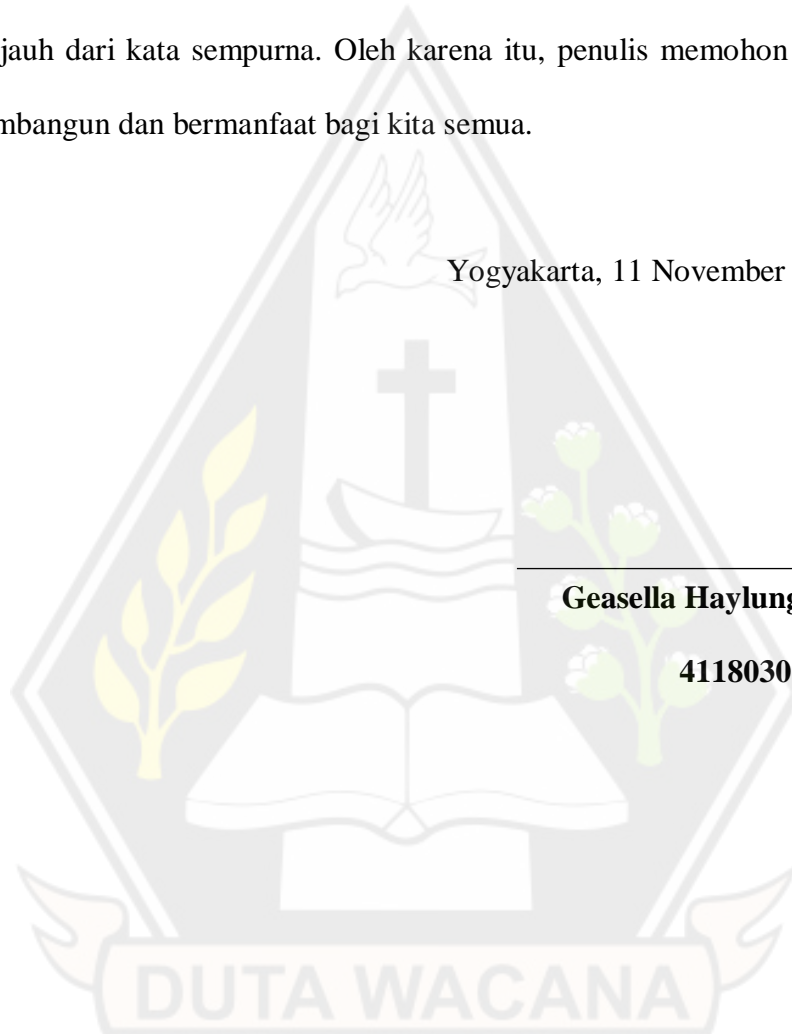 jauh dari kata sempurna. Oleh karena itu, penulis memohon
mbangun dan bermanfaat bagi kita semua.
Yogyakarta, 11 November
Geasella Haylung
4118030
DUTA WACANA